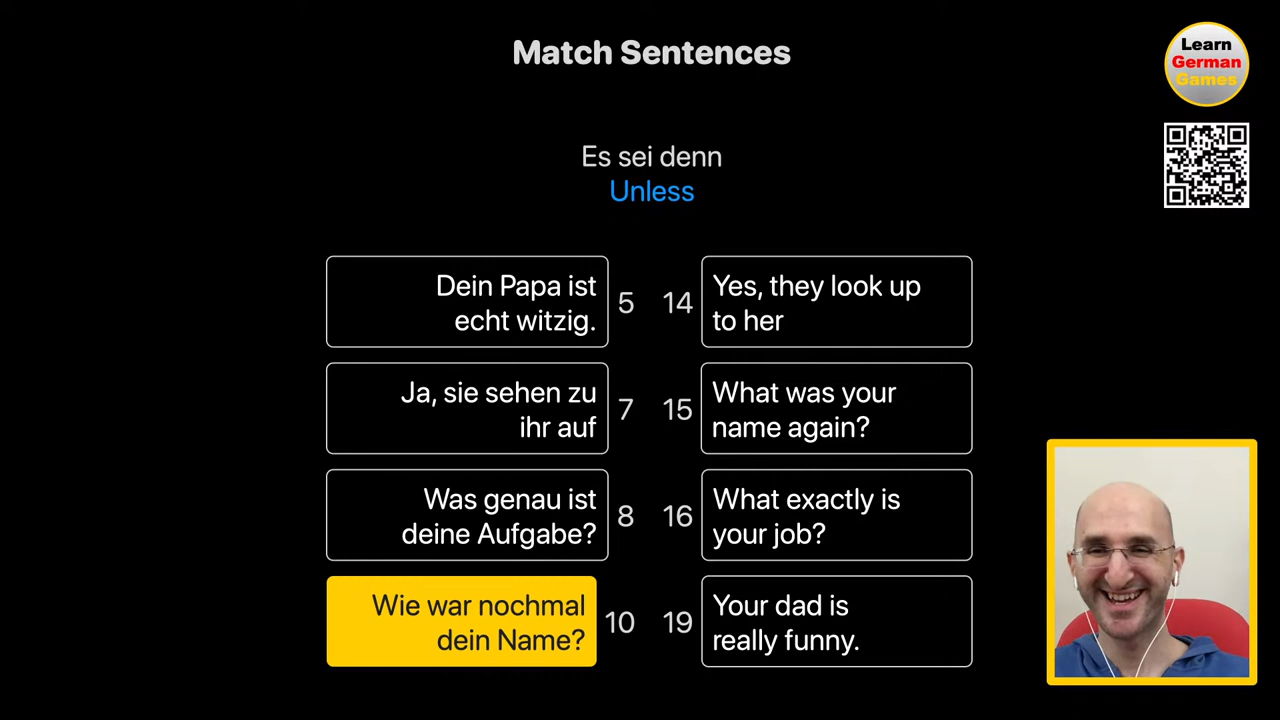 Match Sentences
Learn
German
Games
Es sei denn
Unless
Dein Papa ist
echt witzig.
5
14
Yes, they look up
to her
Ja, sie sehen zu
ihr auf
7
15
What was your
name again?
Was genau ist
deine Aufgabe?
8
16
What exactly is
your job?
Wie war nochmal
dein Name?
10
19
Your dad is
really funny.